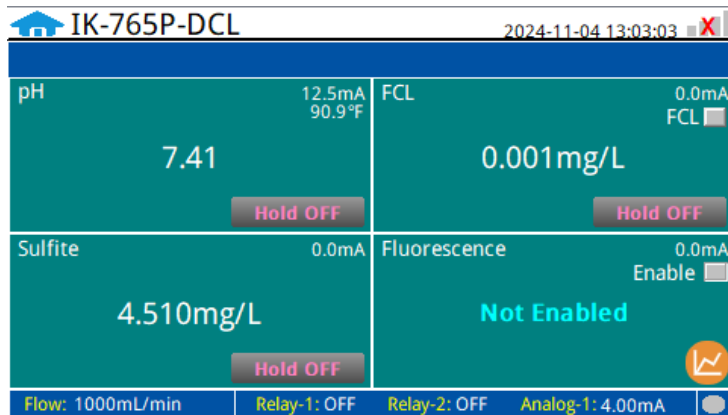 IK-765P-DCL
2024-11-04 13:03:03
pH
12.5mA
90.9°F
7.41
Hold OFF
FCL
0.0mA
FCL
0.001mg/L
Hold OFF
Sulfite
0.0mA
4.510mg/L
Hold OFF
Fluorescence
0.0mA
Enable
Not Enabled
Flow: 1000mL/min
Relay-1: OFF
Relay-2: OFF
Analog-1: 4.00mA